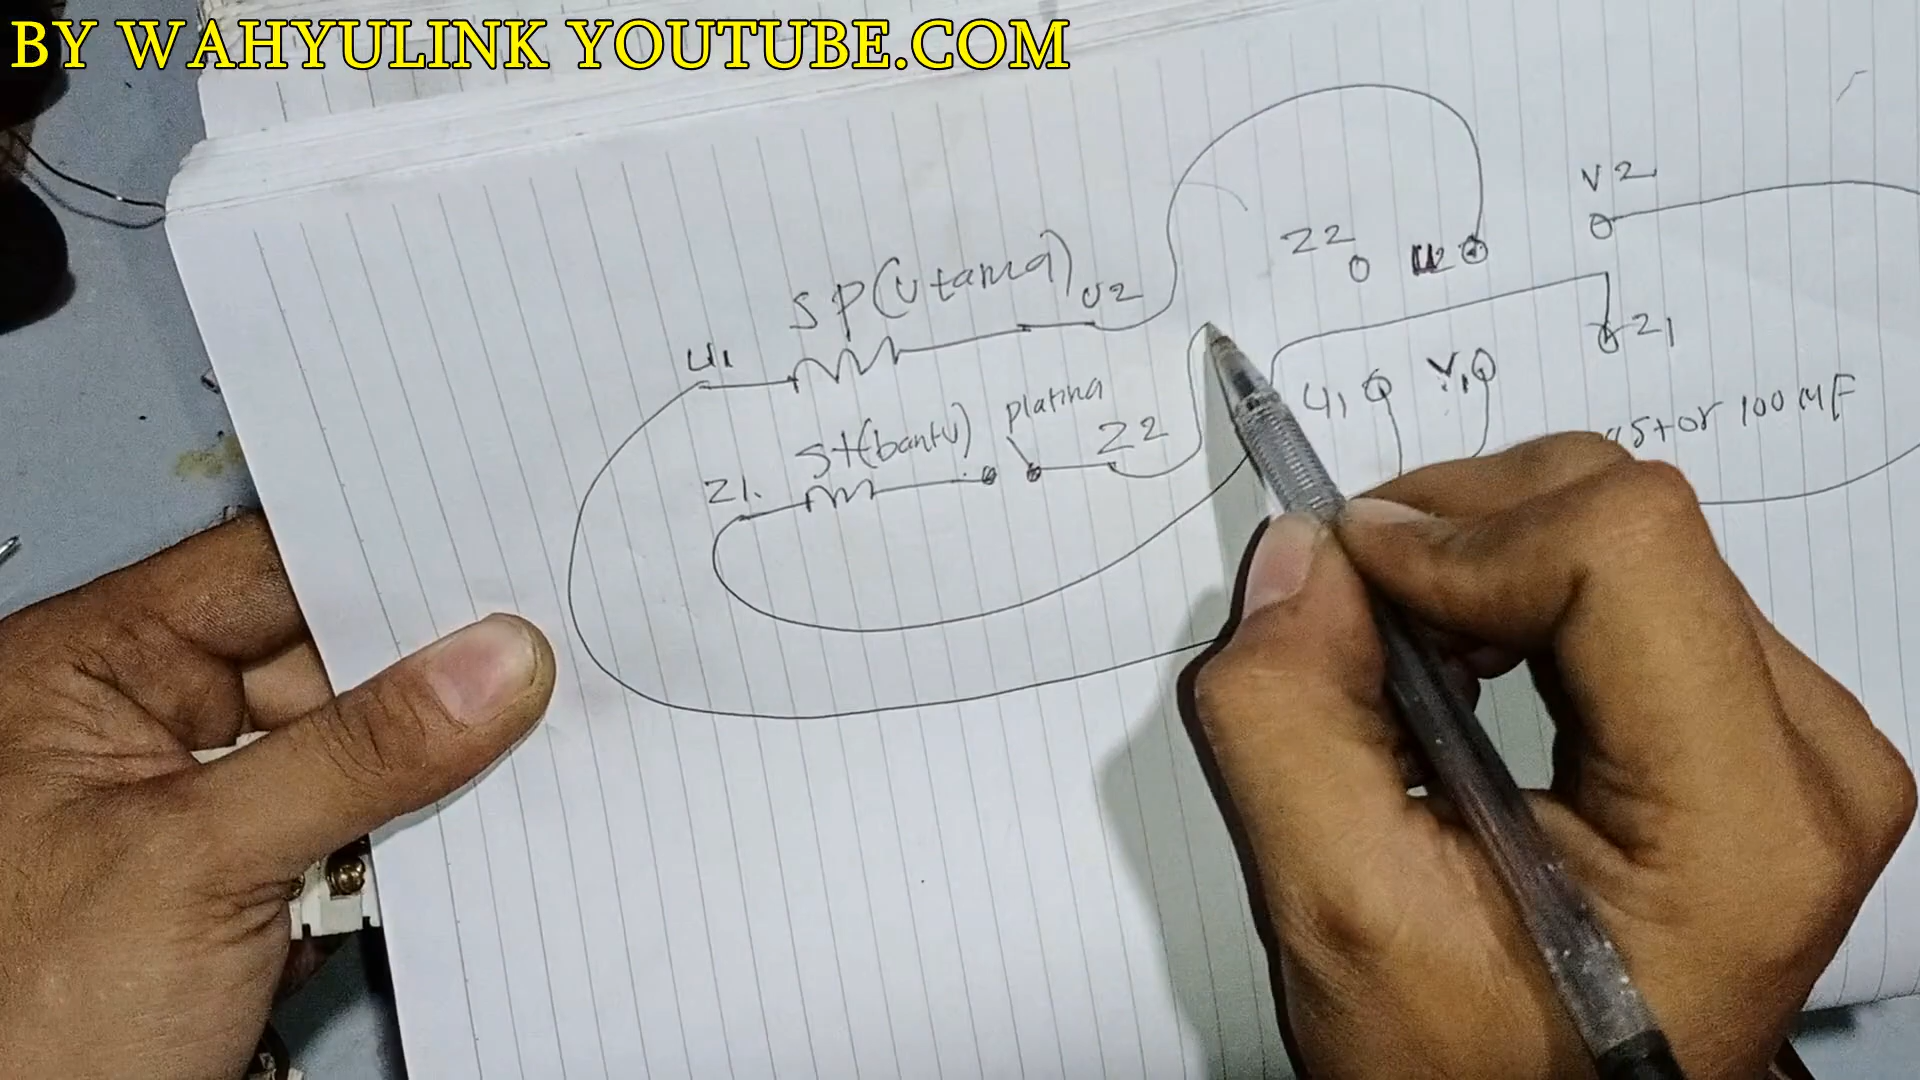 BY WAHYULINK YOUTUBE.COM
V2
Z2
U2
SP(Utama)
U2
Z1
U1
U1
V1
platina
100 MF
St(bantu)
Z2
Z1.